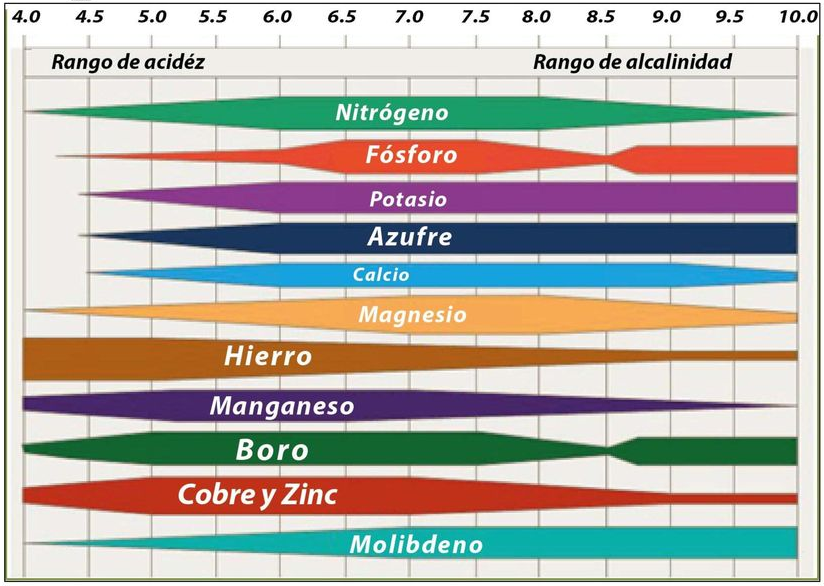 4.0 4.5 5.0 5.5 6.0 6.5 7.0 7.5 8.0 8.5 9.0 9.5 10.0
Rango de acidéz Rango de alcalinidad
Nitrógeno
Fósforo
Potasio
Azufre
Calcio
Magnesio
Hierro
Manganeso
Boro
Cobre y Zinc
Molibdeno